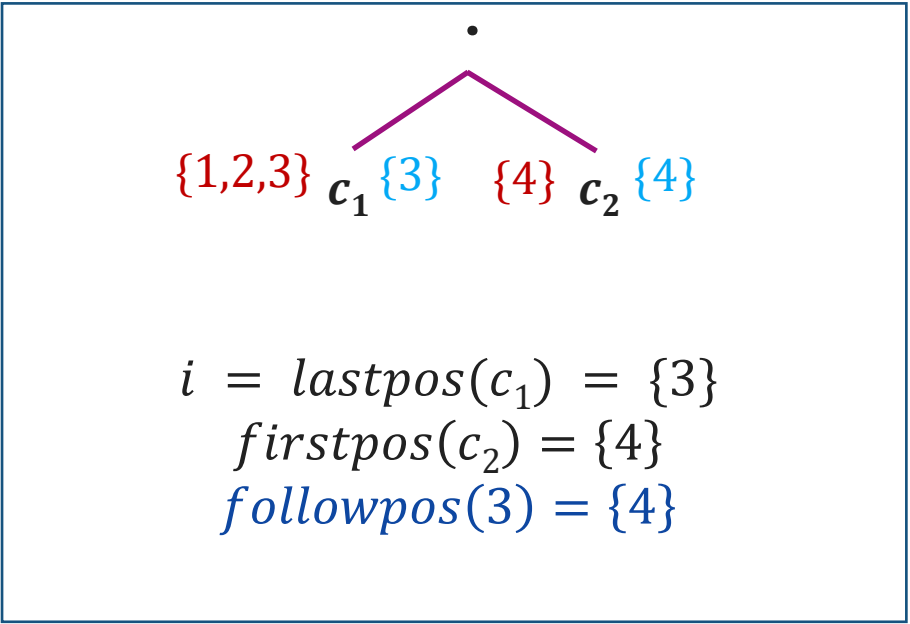 ·
{1,2,3} c₁ {3} {4} c₂ {4}
i = lastpos(c₁) = {3}
firstpos(c₂) = {4}
followpos(3) = {4}